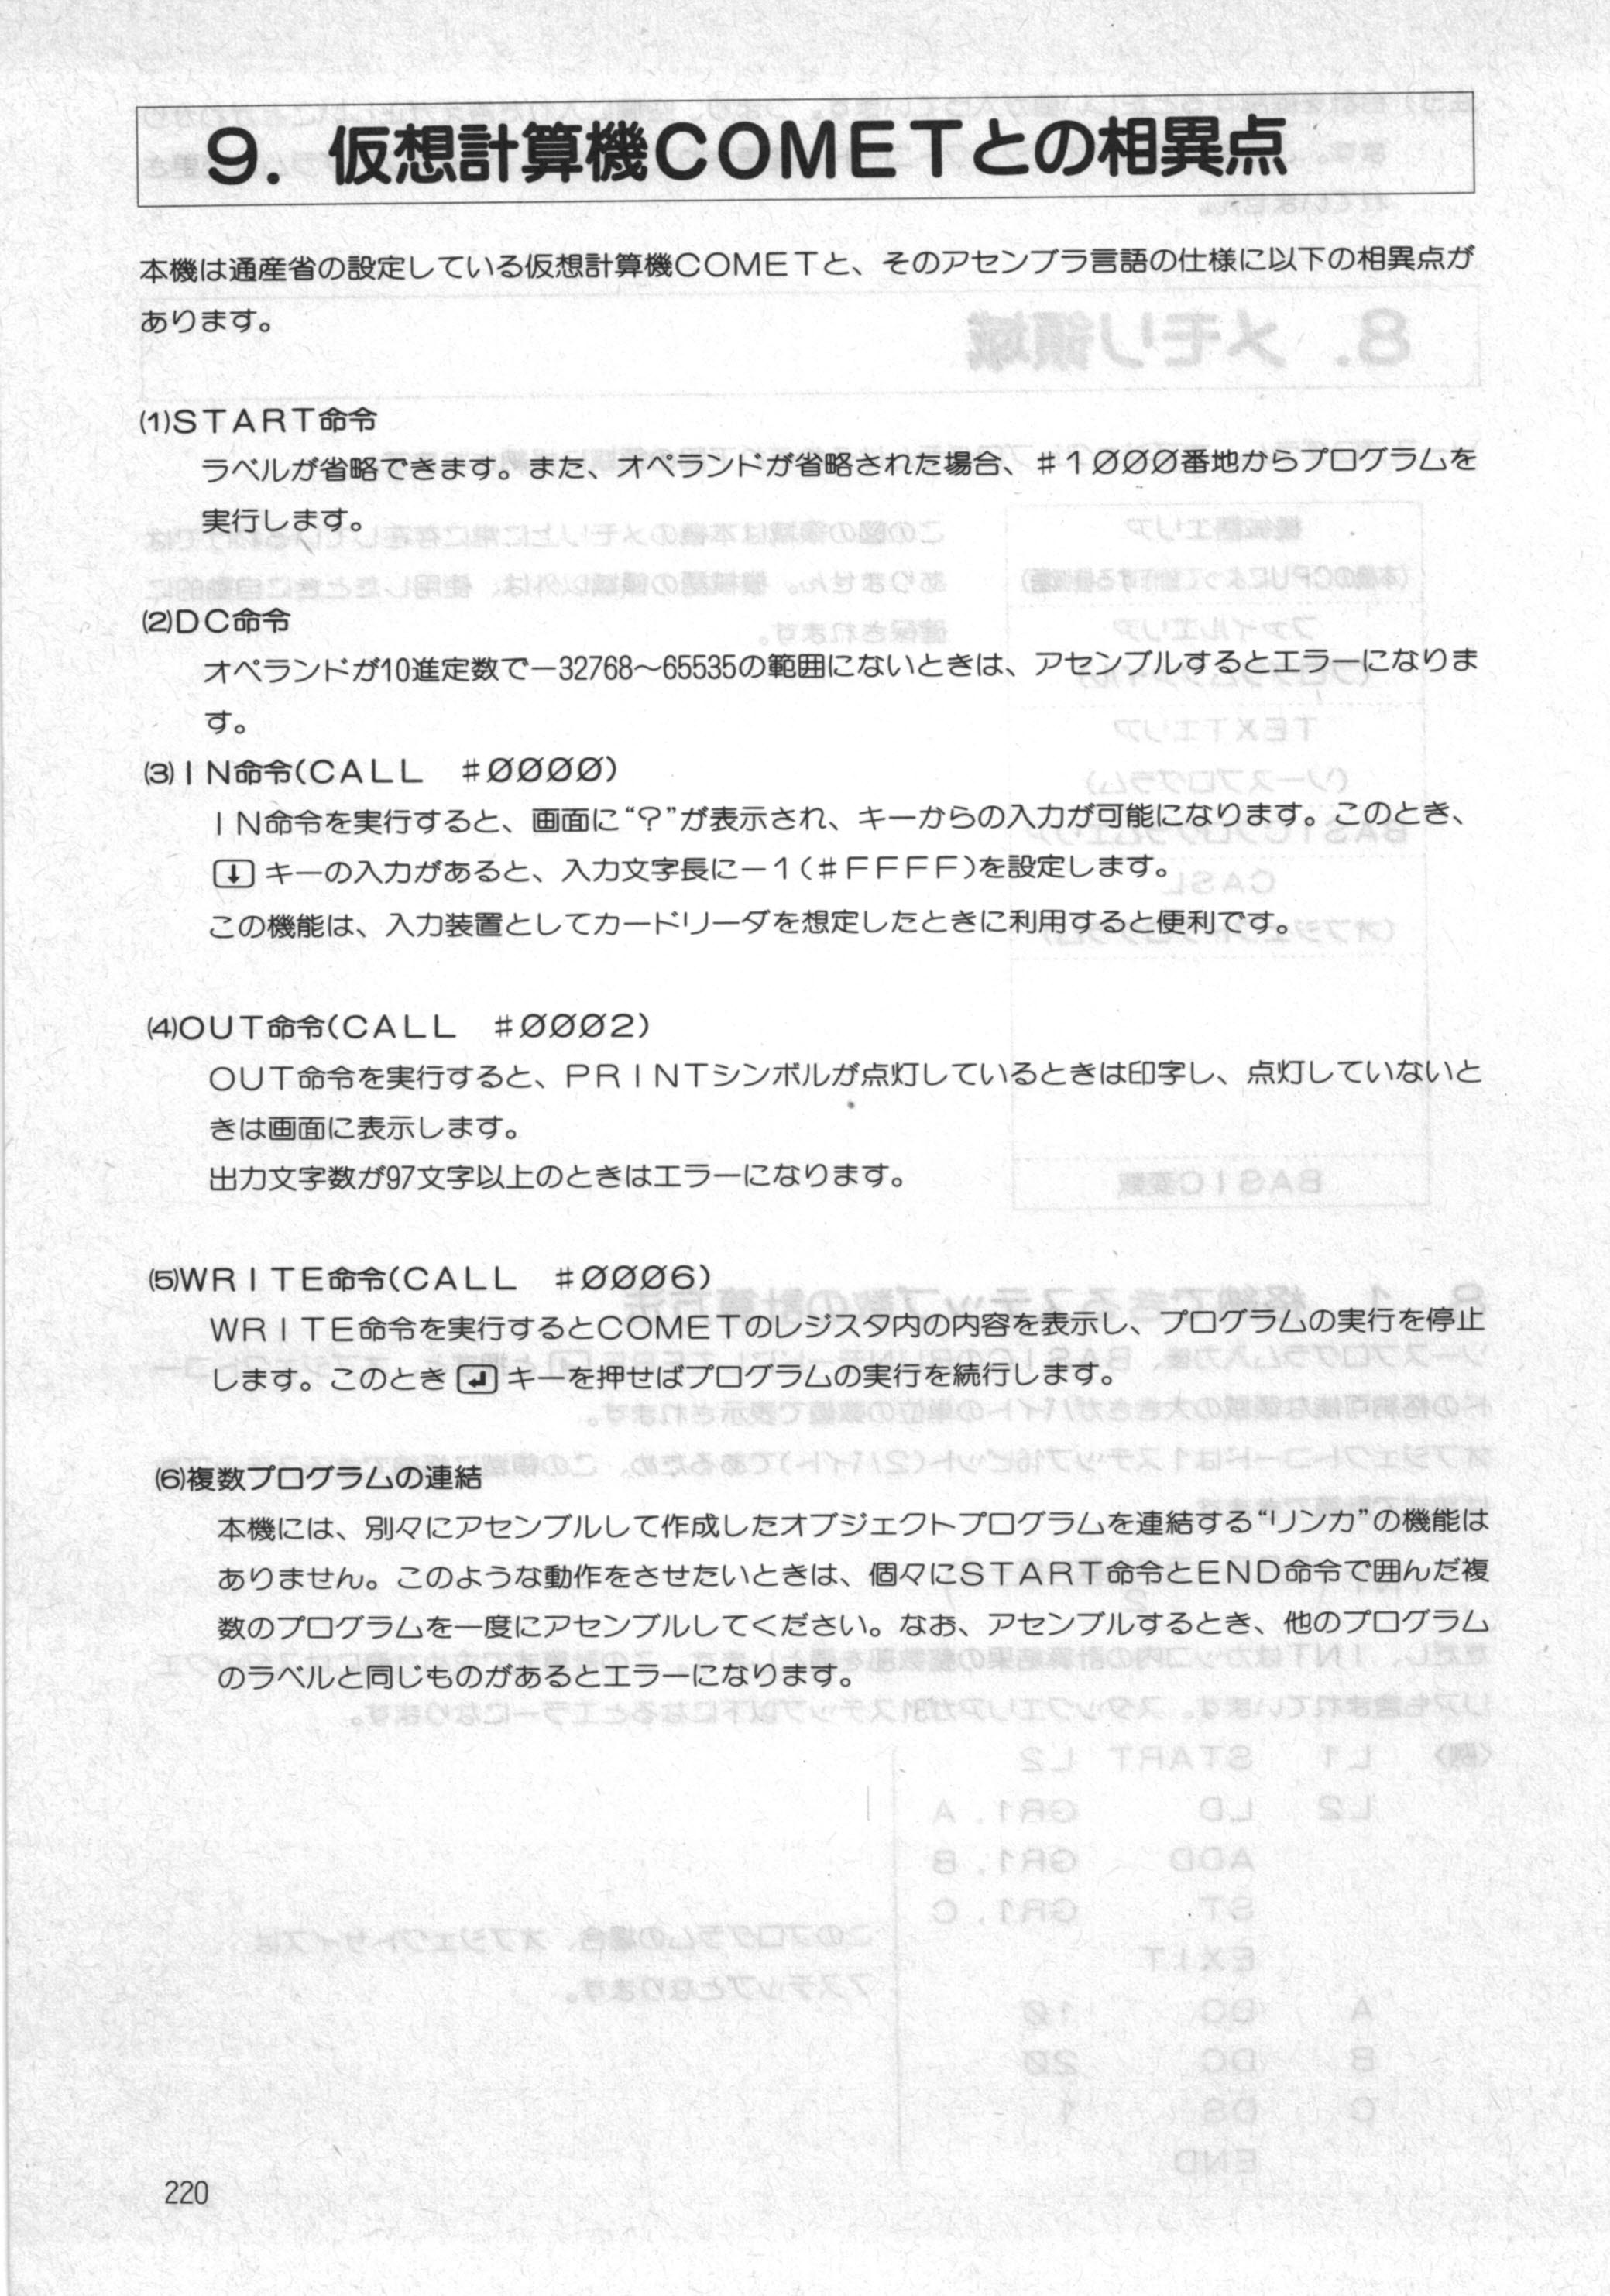 9．仮想計算機COMETとの相異点
本機は通産省の設定している仮想計算機COMETと、そのアセンブラ言語の仕様に以下の相異点が
あります。
(1)START命令
ラベルが省略できます。また、オペランドが省略された場合、＃1000番地からプログラムを
実行します。
(2)DC命令
オペランドが10進定数で－32768～65535の範囲にないときは、アセンブルするとエラーになりま
す。
(3)IN命令(CALL　＃0000)
IN命令を実行すると、画面に“？”が表示され、キーからの入力が可能になります。このとき、
↓ キーの入力があると、入力文字長に－1(＃FFFF)を設定します。
この機能は、入力装置としてカードリーダを想定したときに利用すると便利です。
(4)OUT命令(CALL　＃0002)
OUT命令を実行すると、PRINTシンボルが点灯しているときは印字し、点灯していないと
きは画面に表示します。
出力文字数が97文字以上のときはエラーになります。
(5)WRITE命令(CALL　＃0006)
WRITE命令を実行するとCOMETのレジスタ内の内容を表示し、プログラムの実行を停止
します。このとき ↵ キーを押せばプログラムの実行を続行します。
(6)複数プログラムの連結
本機には、別々にアセンブルして作成したオブジェクトプログラムを連結する“リンカ”の機能は
ありません。このような動作をさせたいときは、個々にSTART命令とEND命令で囲んだ複
数のプログラムを一度にアセンブルしてください。なお、アセンブルするとき、他のプログラム
のラベルと同じものがあるとエラーになります。
220